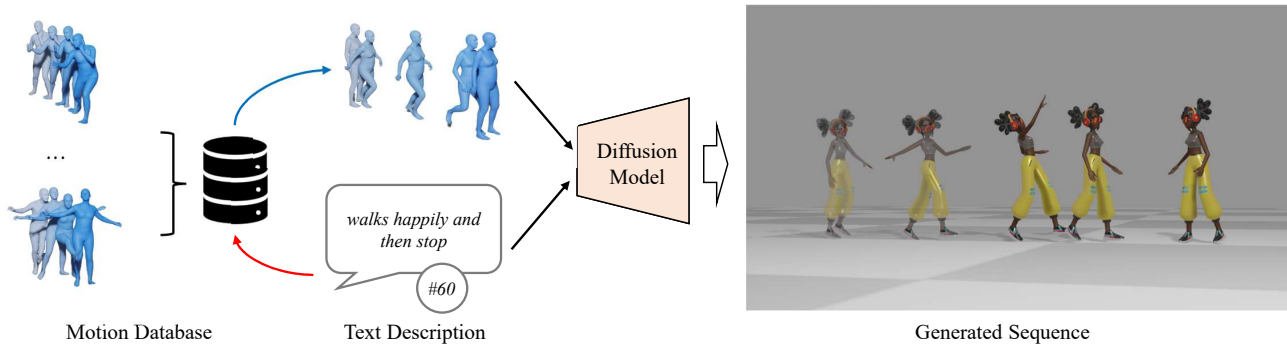 ...
Diffusion
Model
walks happily and
then stop
#60
Motion Database
Text Description
Generated Sequence